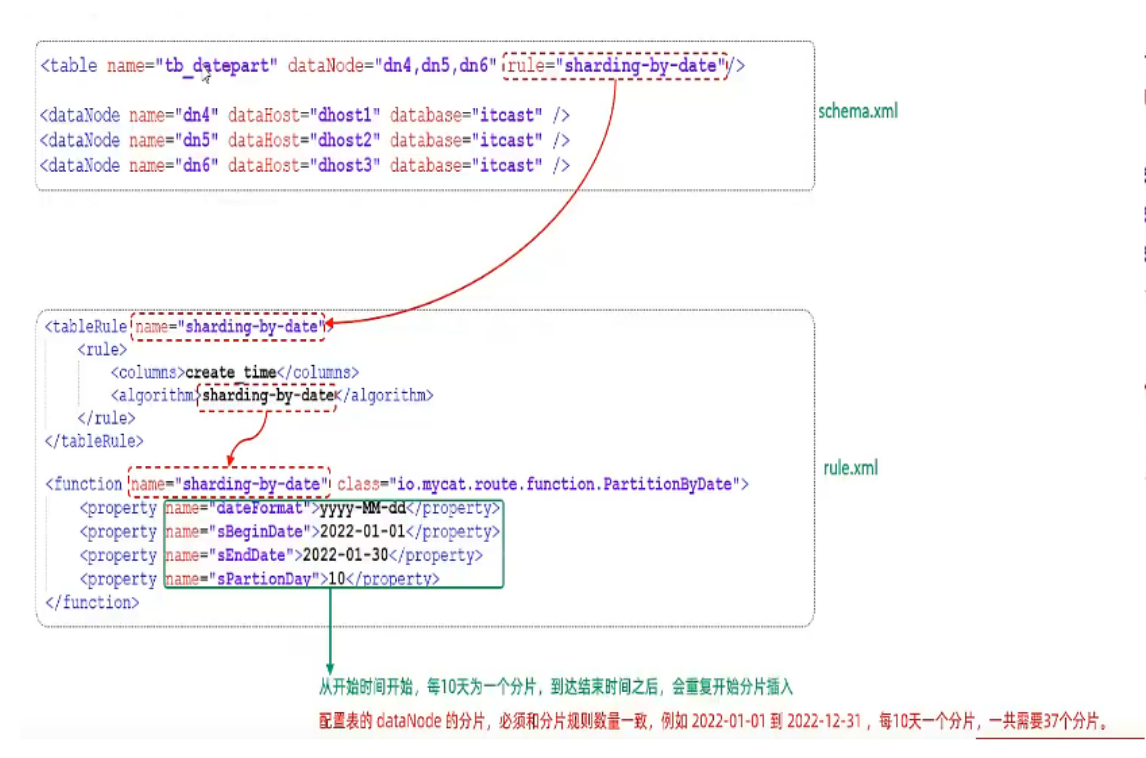 <table name="tb_datepart" dataNode="dn4,dn5,dn6" rule="sharding-by-date"/>
<dataNode name="dn4" dataHost="dhost1" database="itcast" />
<dataNode name="dn5" dataHost="dhost2" database="itcast" />
<dataNode name="dn6" dataHost="dhost3" database="itcast" />
schema.xml
<tableRule name="sharding-by-date">
<rule>
<columns>create_time</columns>
<algorithm>sharding-by-date</algorithm>
</rule>
</tableRule>
rule.xml
<function name="sharding-by-date" class="io.mycat.route.function.PartitionByDate">
<property name="dateFormat">yyyy-MM-dd</property>
<property name="sBeginDate">2022-01-01</property>
<property name="sEndDate">2022-01-30</property>
<property name="sPartionDay">10</property>
</function>
从开始时间开始，每10天为一个分片，到达结束时间之后，会重复开始分片插入
配置表的 dataNode 的分片，必须和分片规则数量一致，例如 2022-01-01 到 2022-12-31 ，每10天一个分片，一共需要37个分片。